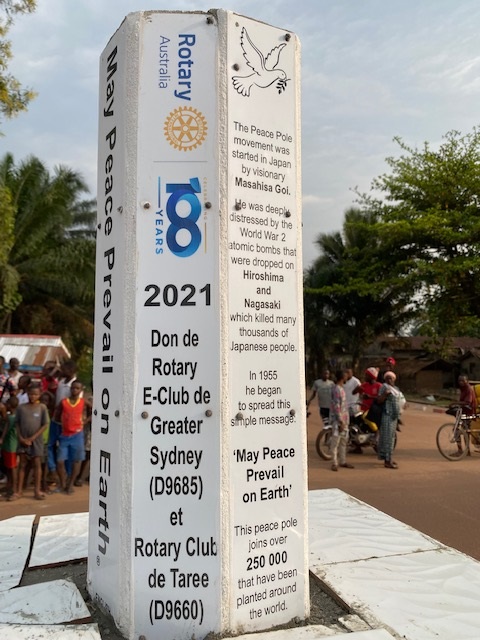 May Peace Prevail on Earth®
Rotary
Australia
100
YEARS
2021
Don de
Rotary
E-Club de
Greater
Sydney
(D9685)
et
Rotary Club
de Taree
(D9660)
The Peace Pole
movement was
started in Japan
by visionary
Masahisa Goi.
He was deeply
distressed by the
World War 2
atomic bombs that
were dropped on
Hiroshima
and
Nagasaki
which killed many
thousands of
Japanese people.
In 1955
he began
to spread this
simple message.
‘May Peace
Prevail
on Earth’
This peace pole
joins over
250 000
that have been
planted around
the world.